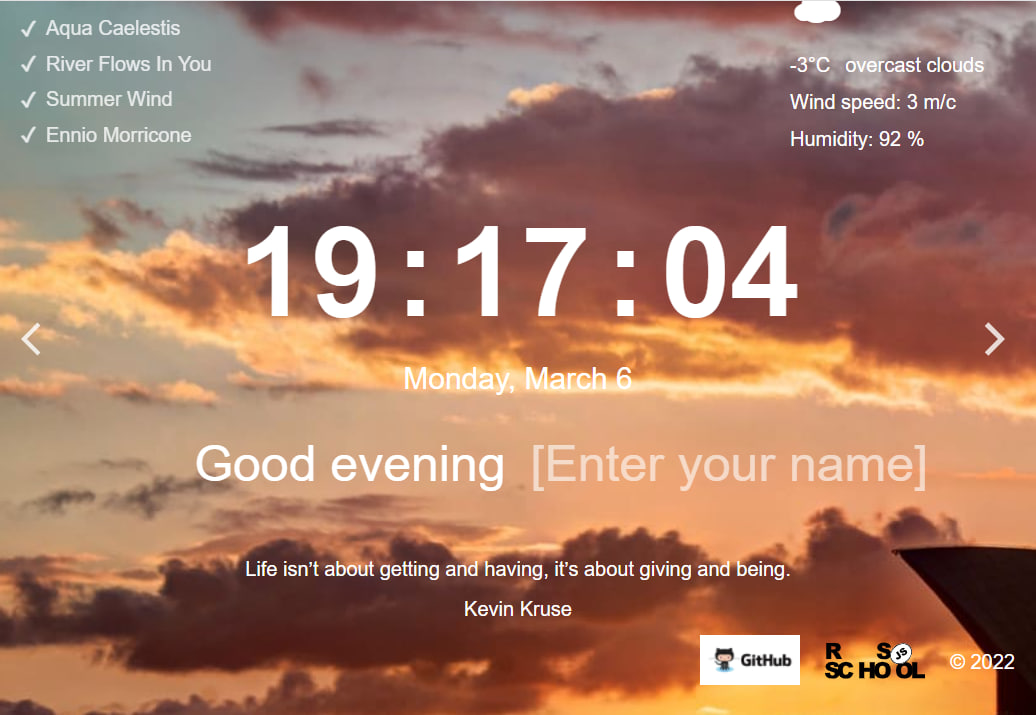 ✓ Aqua Caelestis
✓ River Flows In You
✓ Summer Wind
✓ Ennio Morricone
-3°C overcast clouds
Wind speed: 3 m/c
Humidity: 92 %
19:17:04
Monday, March 6
Good evening [Enter your name]
Life isn’t about getting and having, it’s about giving and being.
Kevin Kruse
GitHub
R S JS
SCHOOL
© 2022